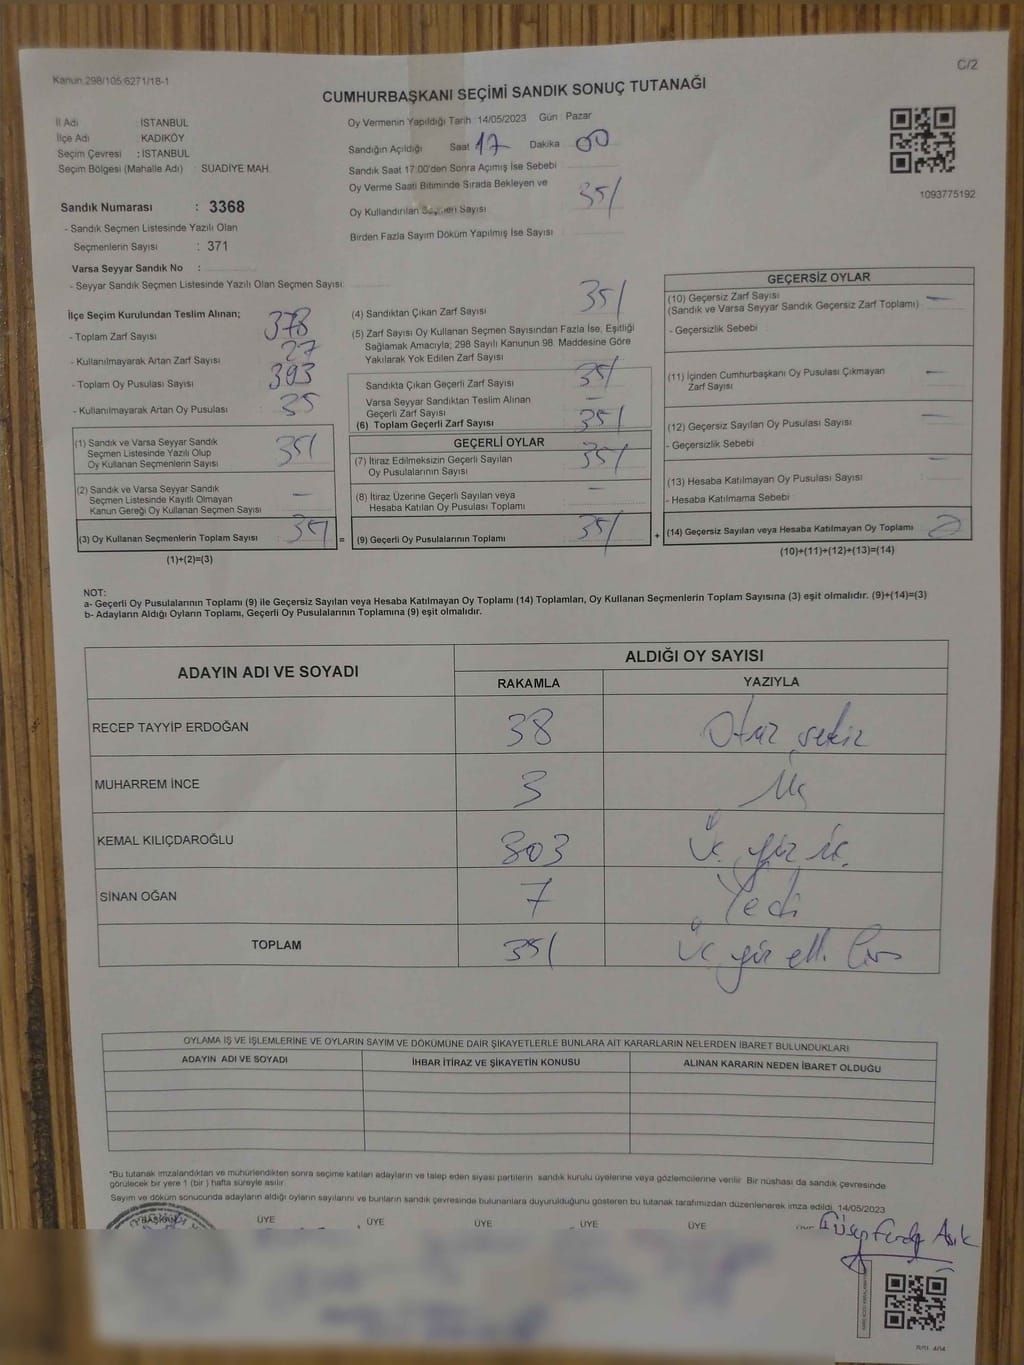 Kanun 298/105 6271/18-1
C/2
CUMHURBAŞKANI SEÇİMİ SANDIK SONUÇ TUTANAĞI
İl Adı İSTANBUL
İlçe Adı KADIKÖY
Seçim Çevresi : İSTANBUL
Seçim Bölgesi (Mahalle Adı) : SUADİYE MAH.
Sandık Numarası : 3368
- Sandık Seçmen Listesinde Yazılı Olan
Seçmenlerin Sayısı : 371
Varsa Seyyar Sandık No :
- Seyyar Sandık Seçmen Listesinde Yazılı Olan Seçmen Sayısı:
Oy Vermenin Yapıldığı Tarih 14/05/2023 Gün Pazar
Sandığın Açıldığı Saat 17 Dakika 00
Sandık Saat 17:00'den Sonra Açımış İse Sebebi
Oy Verme Saati Bitiminde Sırada Bekleyen ve
Oy Kullandırılan Seçmen Sayısı 351
Birden Fazla Sayım Döküm Yapılmış İse Sayısı
1093775192
İlçe Seçim Kurulundan Teslim Alınan;
- Toplam Zarf Sayısı 378
- Kullanılmayarak Artan Zarf Sayısı 27
- Toplam Oy Pusulası Sayısı 393
- Kullanılmayarak Artan Oy Pusulası 35
(1) Sandık ve Varsa Seyyar Sandık
Seçmen Listesinde Yazılı Olup
Oy Kullanan Seçmenlerin Sayısı 351
(2) Sandık ve Varsa Seyyar Sandık
Seçmen Listesinde Kayıtlı Olmayan
Kanun Gereği Oy Kullanan Seçmen Sayısı —
(3) Oy Kullanan Seçmenlerin Toplam Sayısı 351 =
(1)+(2)=(3)
(4) Sandıktan Çıkan Zarf Sayısı 351
(5) Zarf Sayısı Oy Kullanan Seçmen Sayısından Fazla İse, Eşitliği
Sağlamak Amacıyla, 298 Sayılı Kanunun 98. Maddesine Göre
Yakılarak Yok Edilen Zarf Sayısı
Sandıkta Çıkan Geçerli Zarf Sayısı 351
Varsa Seyyar Sandıktan Teslim Alınan
Geçerli Zarf Sayısı —
(6) Toplam Geçerli Zarf Sayısı 351
GEÇERLİ OYLAR
(7) İtiraz Edilmeksizin Geçerli Sayılan
Oy Pusulalarının Sayısı 351
(8) İtiraz Üzerine Geçerli Sayılan veya
Hesaba Katılan Oy Pusulası Toplamı —
(9) Geçerli Oy Pusulalarının Toplamı 351 +
GEÇERSİZ OYLAR
(10) Geçersiz Zarf Sayısı —
(Sandık ve Varsa Seyyar Sandık Geçersiz Zarf Toplamı)
- Geçersizlik Sebebi
(11) İçinden Cumhurbaşkanı Oy Pusulası Çıkmayan
Zarf Sayısı —
(12) Geçersiz Sayılan Oy Pusulası Sayısı —
- Geçersizlik Sebebi
(13) Hesaba Katılmayan Oy Pusulası Sayısı —
- Hesaba Katılmama Sebebi
(14) Geçersiz Sayılan veya Hesaba Katılmayan Oy Toplamı
(10)+(11)+(12)+(13)=(14)
NOT:
a- Geçerli Oy Pusulalarının Toplamı (9) ile Geçersiz Sayılan veya Hesaba Katılmayan Oy Toplamı (14) Toplamları, Oy Kullanan Seçmenlerin Toplam Sayısına (3) eşit olmalıdır. (9)+(14)=(3)
b- Adayların Aldığı Oyların Toplamı, Geçerli Oy Pusulalarının Toplamına (9) eşit olmalıdır.
ADAYIN ADI VE SOYADI ALDIĞI OY SAYISI
RAKAMLA YAZIYLA
RECEP TAYYİP ERDOĞAN 38 Otuz sekiz
MUHARREM İNCE 3 Üç
KEMAL KILIÇDAROĞLU 303 Üç yüz üç
SİNAN OĞAN 7 Yedi
TOPLAM 351 Üç yüz elli bir
OYLAMA İŞ VE İŞLEMLERİNE VE OYLARIN SAYIM VE DÖKÜMÜNE DAİR ŞİKAYETLERLE BUNLARA AİT KARARLARIN NELERDEN İBARET BULUNDUKLARI
ADAYIN ADI VE SOYADI İHBAR İTİRAZ VE ŞİKAYETİN KONUSU ALINAN KARARIN NEDEN İBARET OLDUĞU
*Bu tutanak imzalandıktan ve mühürlendikten sonra seçime katılan adayların ve talep eden siyasi partilerin sandık kurulu üyelerine veya gözlemcilerine verilir. Bir nüshası da sandık çevresinde
görülecek bir yere 1 (bir) hafta süreyle asılır.
Sayım ve döküm sonucunda adayların aldığı oyların sayılarını ve bunların sandık çevresinde bulunanlara duyurulduğunu gösteren bu tutanak tarafımızdan düzenlenerek imza edildi. 14/05/2023
BAŞKAN ÜYE ÜYE ÜYE ÜYE ÜYE